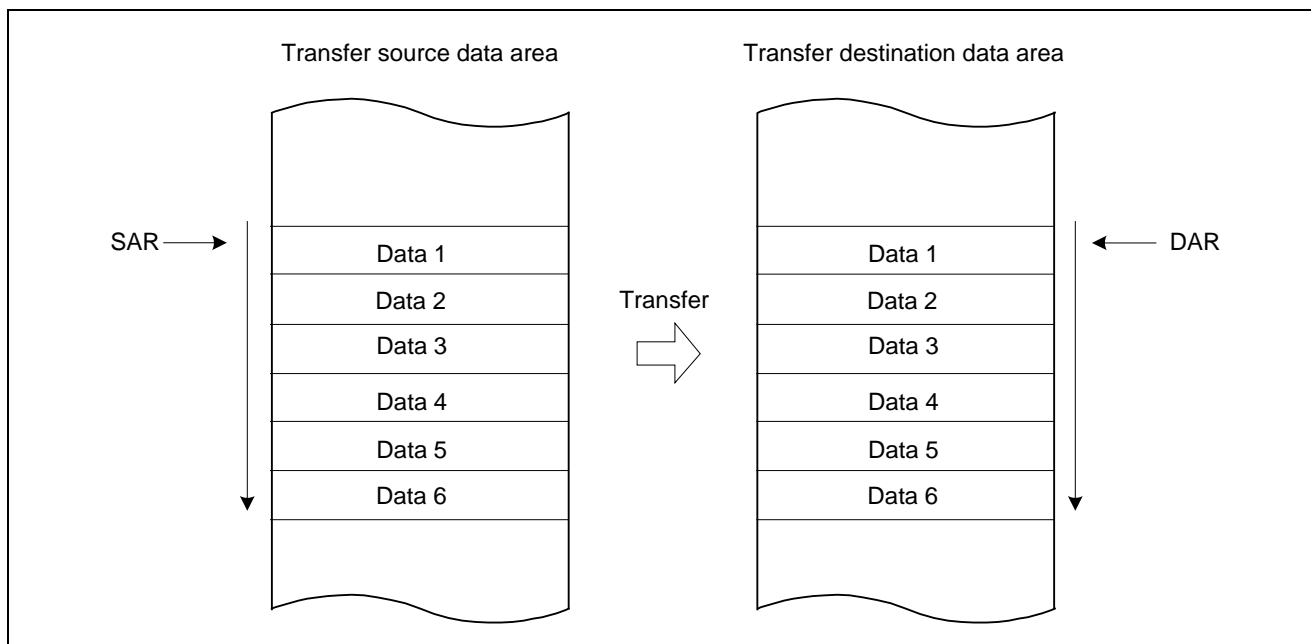 Transfer source data area
Transfer destination data area
SAR
Data 1
Data 2
Data 3
Data 4
Data 5
Data 6
Transfer
Data 1
Data 2
Data 3
Data 4
Data 5
Data 6
DAR